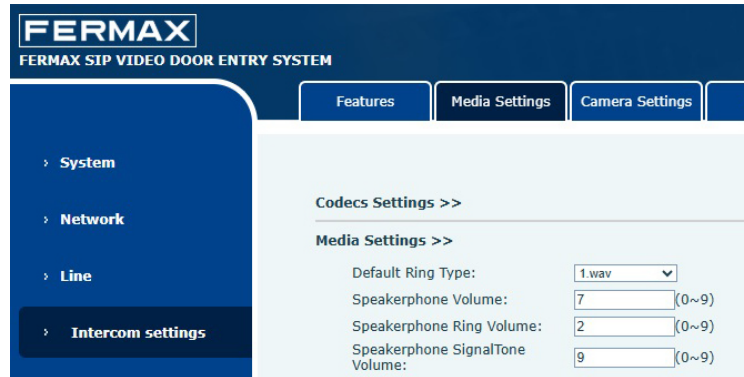 FERMAX
FERMAX SIP VIDEO DOOR ENTRY SYSTEM
Features
Media Settings
Camera Settings
› System
› Network
› Line
› Intercom settings
Codecs Settings >>
Media Settings >>
Default Ring Type: 1.wav
Speakerphone Volume: 7 (0~9)
Speakerphone Ring Volume: 2 (0~9)
Speakerphone SignalTone
Volume: 9 (0~9)